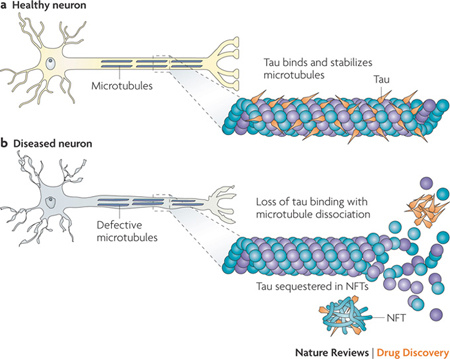 a Healthy neuron
Tau binds and stabilizes
microtubules
Tau
Microtubules
b Diseased neuron
Loss of tau binding with
microtubule dissociation
Defective
microtubules
Tau sequestered in NFTs
NFT
Nature Reviews | Drug Discovery